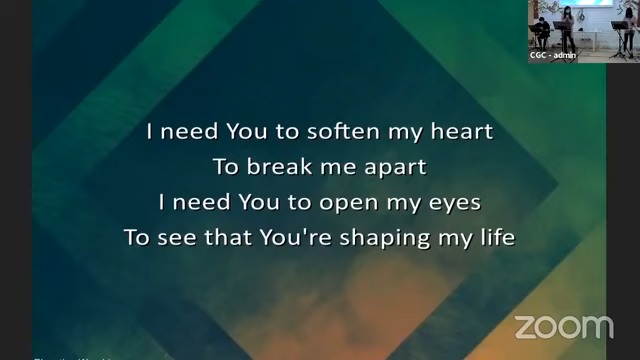 CGC - admin
I need You to soften my heart
To break me apart
I need You to open my eyes
To see that You're shaping my life
zoom